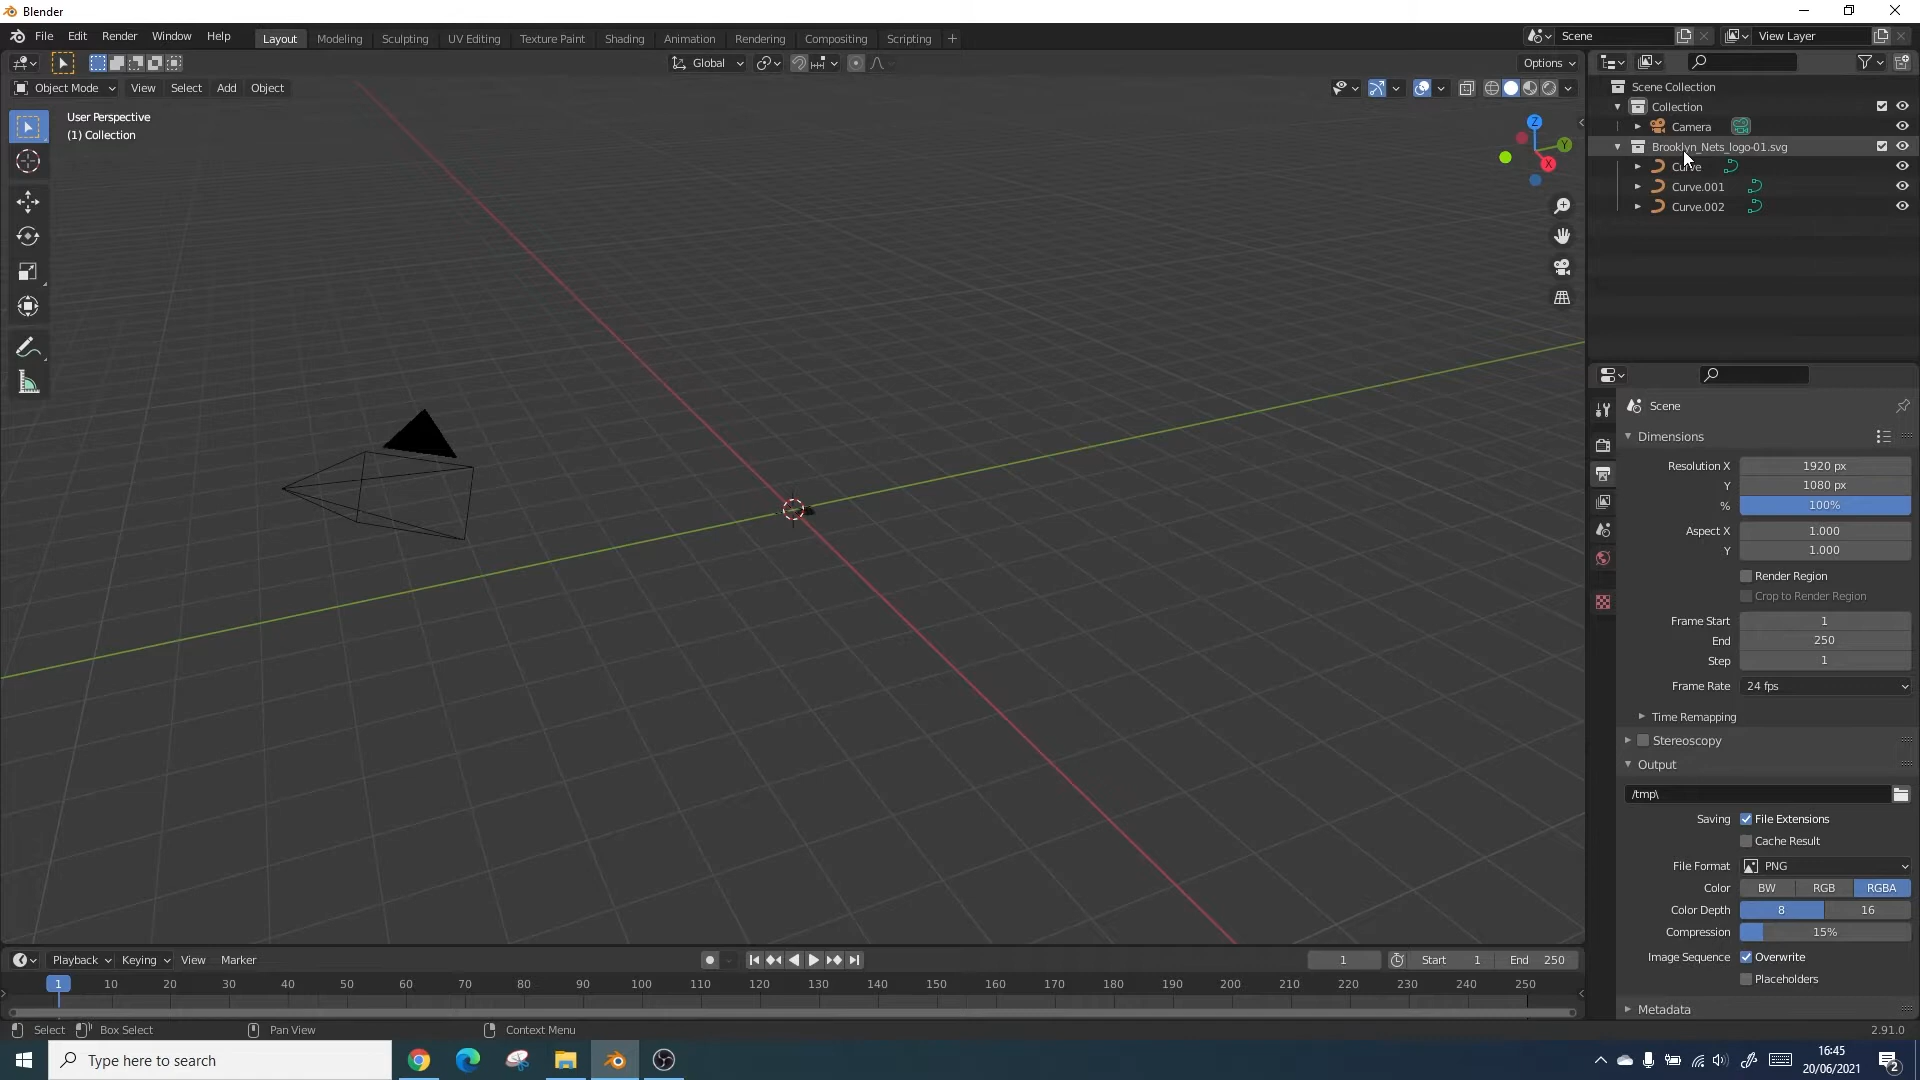 Blender
File Edit Render Window Help Layout Modeling Sculpting UV Editing Texture Paint Shading Animation Rendering Compositing Scripting + Scene View Layer
Global Options
Object Mode View Select Add Object
User Perspective
(1) Collection
Z
Y
X
Scene Collection
Collection
Camera
Brooklyn_Nets_logo-01.svg
Curve
Curve.001
Curve.002
Scene
Dimensions
Resolution X 1920 px
Y 1080 px
% 100%
Aspect X 1.000
Y 1.000
Render Region
Crop to Render Region
Frame Start 1
End 250
Step 1
Frame Rate 24 fps
Time Remapping
Stereoscopy
Output
/tmp\
Saving File Extensions
Cache Result
File Format PNG
Color BW RGB RGBA
Color Depth 8 16
Compression 15%
Image Sequence Overwrite
Placeholders
Metadata
Playback Keying View Marker 1 Start 1 End 250
1 10 20 30 40 50 60 70 80 90 100 110 120 130 140 150 160 170 180 190 200 210 220 230 240 250
Select Box Select Pan View Context Menu 2.91.0
Type here to search
16:45
20/06/2021
2